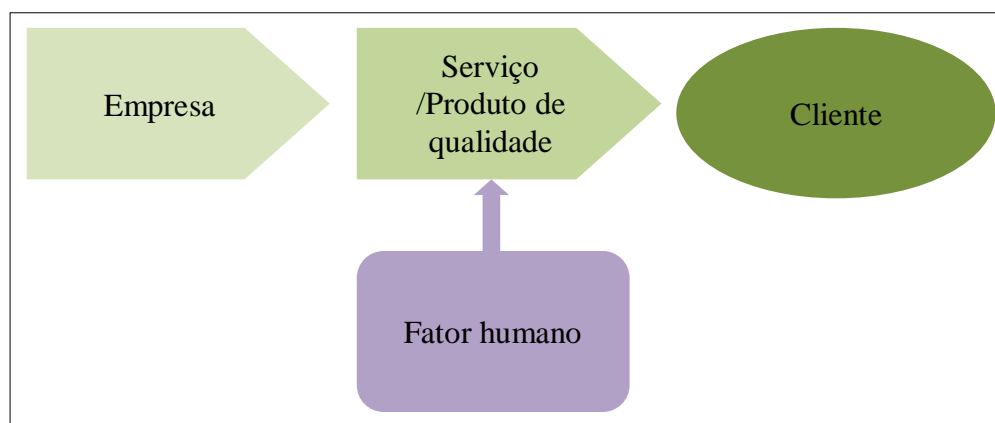 Empresa
Serviço
/Produto de
qualidade
Cliente
Fator humano